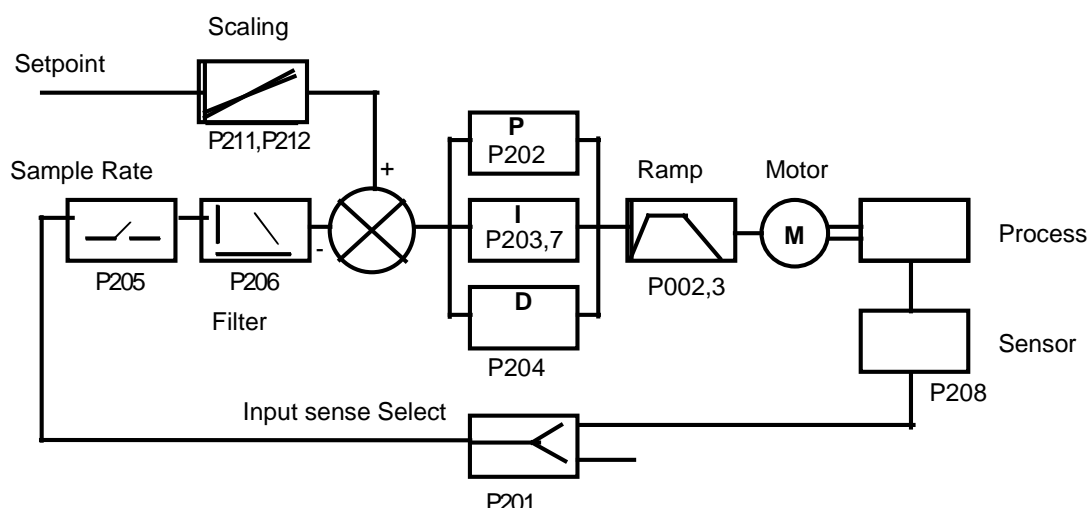 Scaling
Setpoint
P211,P212
P
P202
Sample Rate
+
Ramp
Motor
I
P203,7
M
Process
-
P205
P206
P002,3
D
Filter
Sensor
P204
P208
Input sense Select
P201